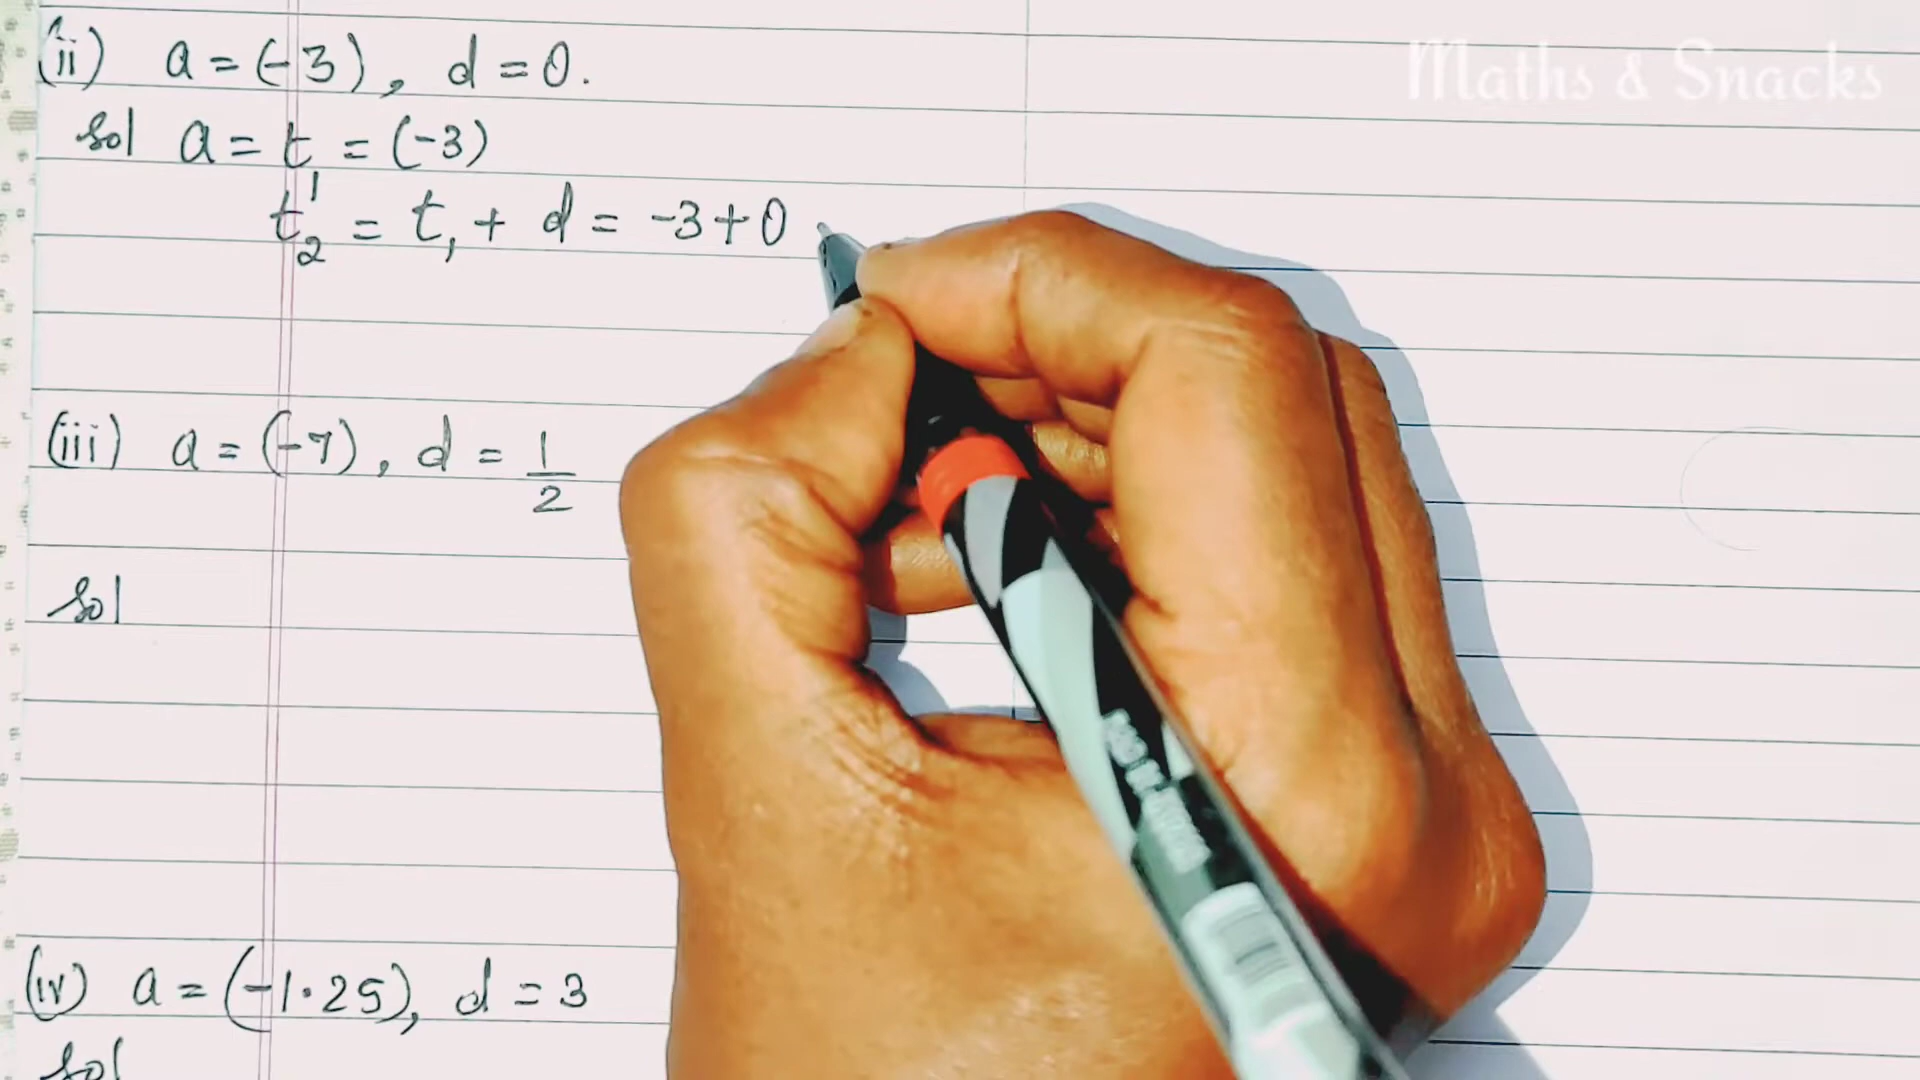 Maths & Snacks
(ii) a = (-3), d = 0.
sol a = t₁ = (-3)
t₂ = t₁ + d = -3+0
(iii) a = (-7), d = 1/2
sol
(iv) a = (-1.25), d = 3
sol